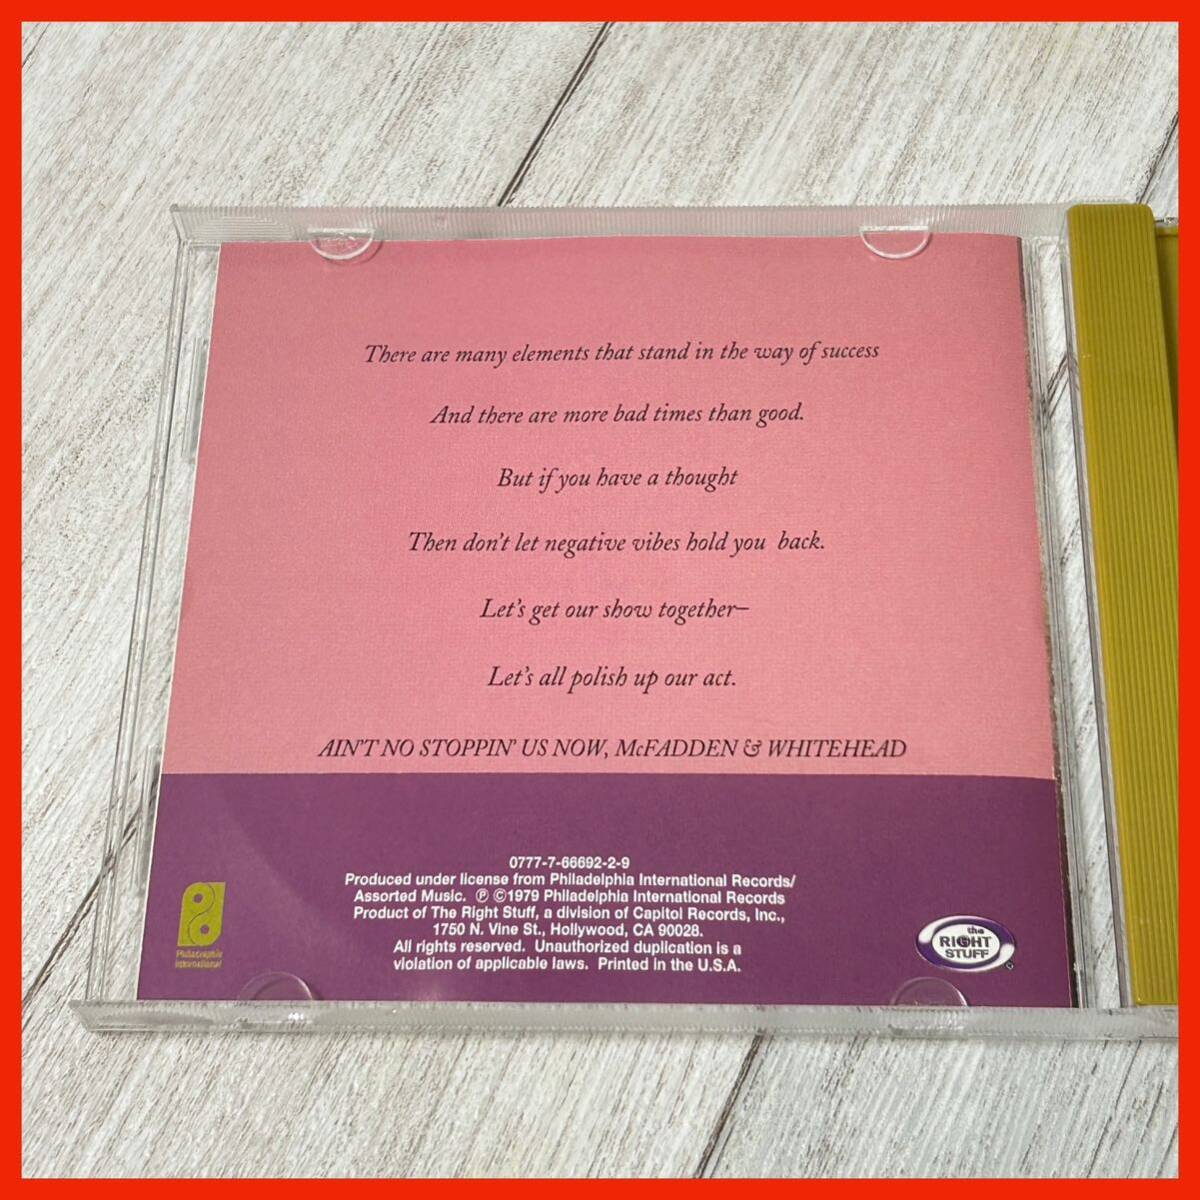 There are many elements that stand in the way of success
And there are more bad times than good.
But if you have a thought
Then don't let negative vibes hold you back.
Let's get our show together–
Let's all polish up our act.
AIN'T NO STOPPIN' US NOW, McFADDEN & WHITEHEAD
0777-7-66692-2-9
Produced under license from Philadelphia International Records/
Assorted Music. ℗ ©1979 Philadelphia International Records
Product of The Right Stuff, a division of Capitol Records, Inc.,
1750 N. Vine St., Hollywood, CA 90028.
All rights reserved. Unauthorized duplication is a
violation of applicable laws. Printed in the U.S.A.
Philadelphia
International
the
RIGHT
STUFF